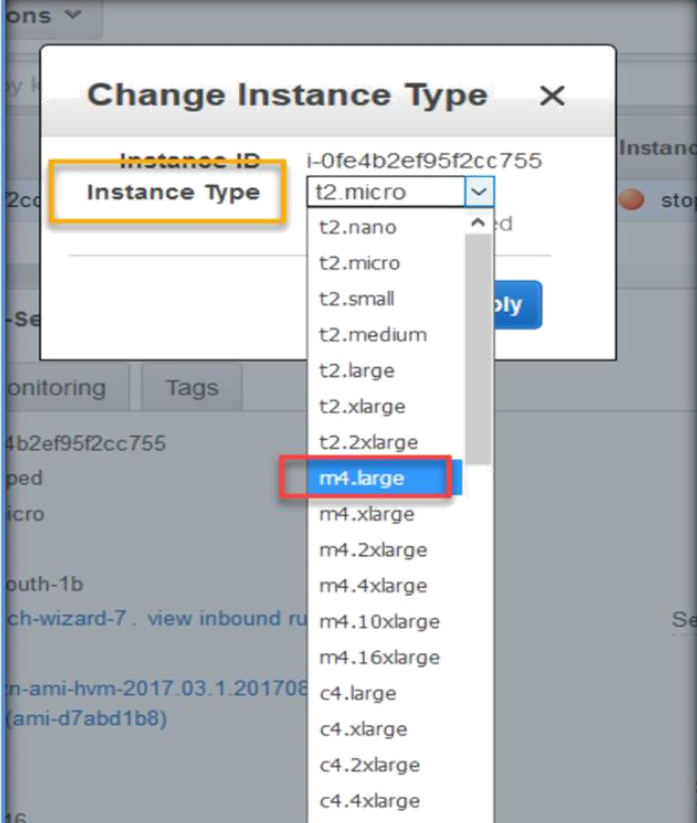 ons
by
Change Instance Type
Instance ID i-0fe4b2ef95f2cc755
Instanc
Instance Type t2.micro
2cc
stop
ed
t2.nano
t2.micro
t2.small
-Se
ply
t2.medium
t2.large
onitoring Tags
t2.xlarge
4b2ef95f2cc755
t2.2xlarge
ped
m4.large
icro
m4.xlarge
m4.2xlarge
outh-1b
m4.4xlarge
ch-wizard-7. view inbound ru
m4.10xlarge
Se
m4.16xlarge
n-ami-hvm-2017.03.1.201708
c4.large
(ami-d7abd1b8)
c4.xlarge
c4.2xlarge
c4.4xlarge
16